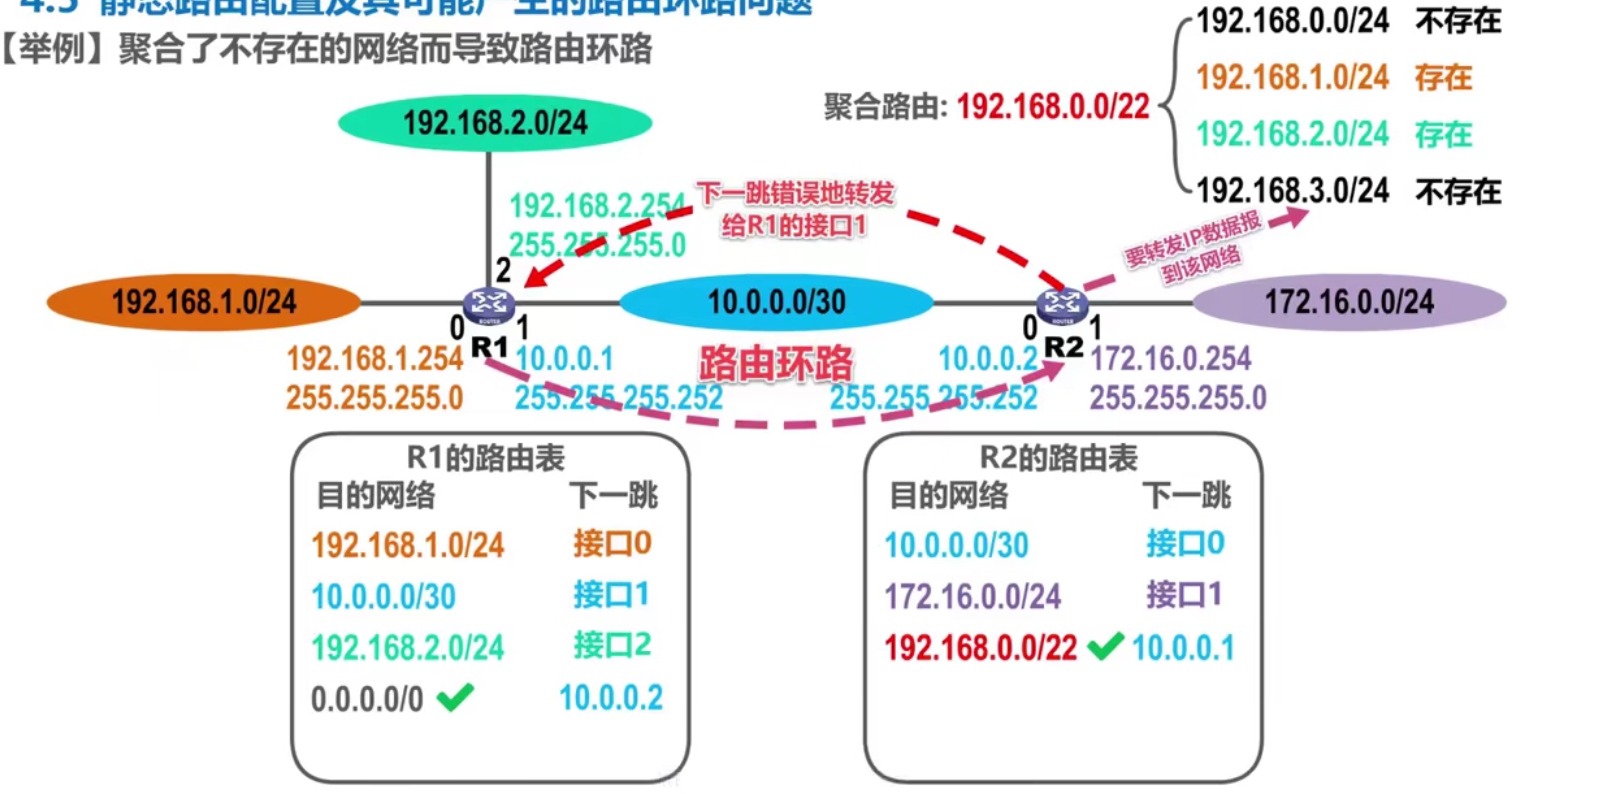 4.5 静态路由配置及其可能产生的路由环路问题
【举例】聚合了不存在的网络而导致路由环路
192.168.0.0/24 不存在
192.168.1.0/24 存在
聚合路由: 192.168.0.0/22
192.168.2.0/24 存在
192.168.3.0/24 不存在
192.168.2.0/24
192.168.2.254
255.255.255.0
下一跳错误地转发
给R1的接口1
要转发IP数据报
到该网络
2
192.168.1.0/24
10.0.0.0/30
172.16.0.0/24
ROUTER
ROUTER
0 R1 1
0 R2 1
192.168.1.254
255.255.255.0
10.0.0.1
255.255.255.252
路由环路
10.0.0.2
255.255.255.252
172.16.0.254
255.255.255.0
R1的路由表
目的网络 下一跳
192.168.1.0/24 接口0
10.0.0.0/30 接口1
192.168.2.0/24 接口2
0.0.0.0/0 10.0.0.2
R2的路由表
目的网络 下一跳
10.0.0.0/30 接口0
172.16.0.0/24 接口1
192.168.0.0/22 10.0.0.1